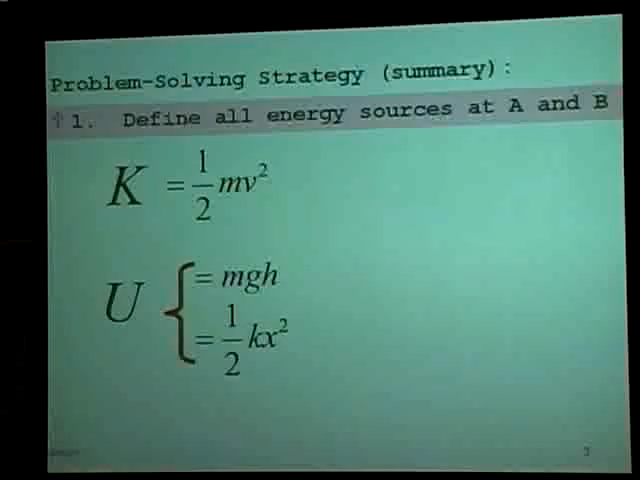 Problem-Solving Strategy (summary):
1. Define all energy sources at A and B
K = 1/2 mv²
U { = mgh
= 1/2 kx²
3